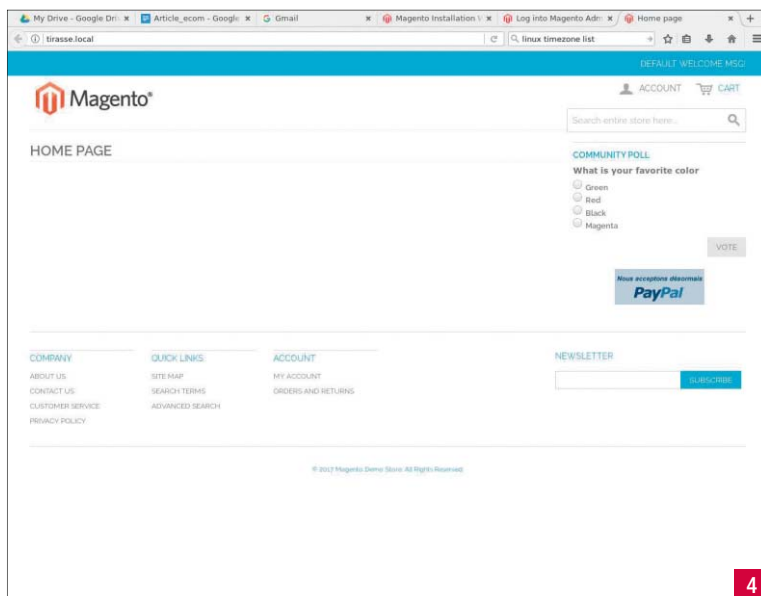 My Drive - Google Dri
Article_ecom - Google
Gmail
Magento Installation
Log into Magento Adm
Home page
tirasse.local
linux timezone list
DEFAULT WELCOME MSG!
Magento®
ACCOUNT
CART
Search entire store here...
HOME PAGE
COMMUNITY POLL
What is your favorite color
Green
Red
Black
Magenta
VOTE
Nous acceptons désormais
PayPal
COMPANY
ABOUT US
CONTACT US
CUSTOMER SERVICE
PRIVACY POLICY
QUICK LINKS
SITE MAP
SEARCH TERMS
ADVANCED SEARCH
ACCOUNT
MY ACCOUNT
ORDERS AND RETURNS
NEWSLETTER
SUBSCRIBE
© 2017 Magento Demo Store. All Rights Reserved.
4